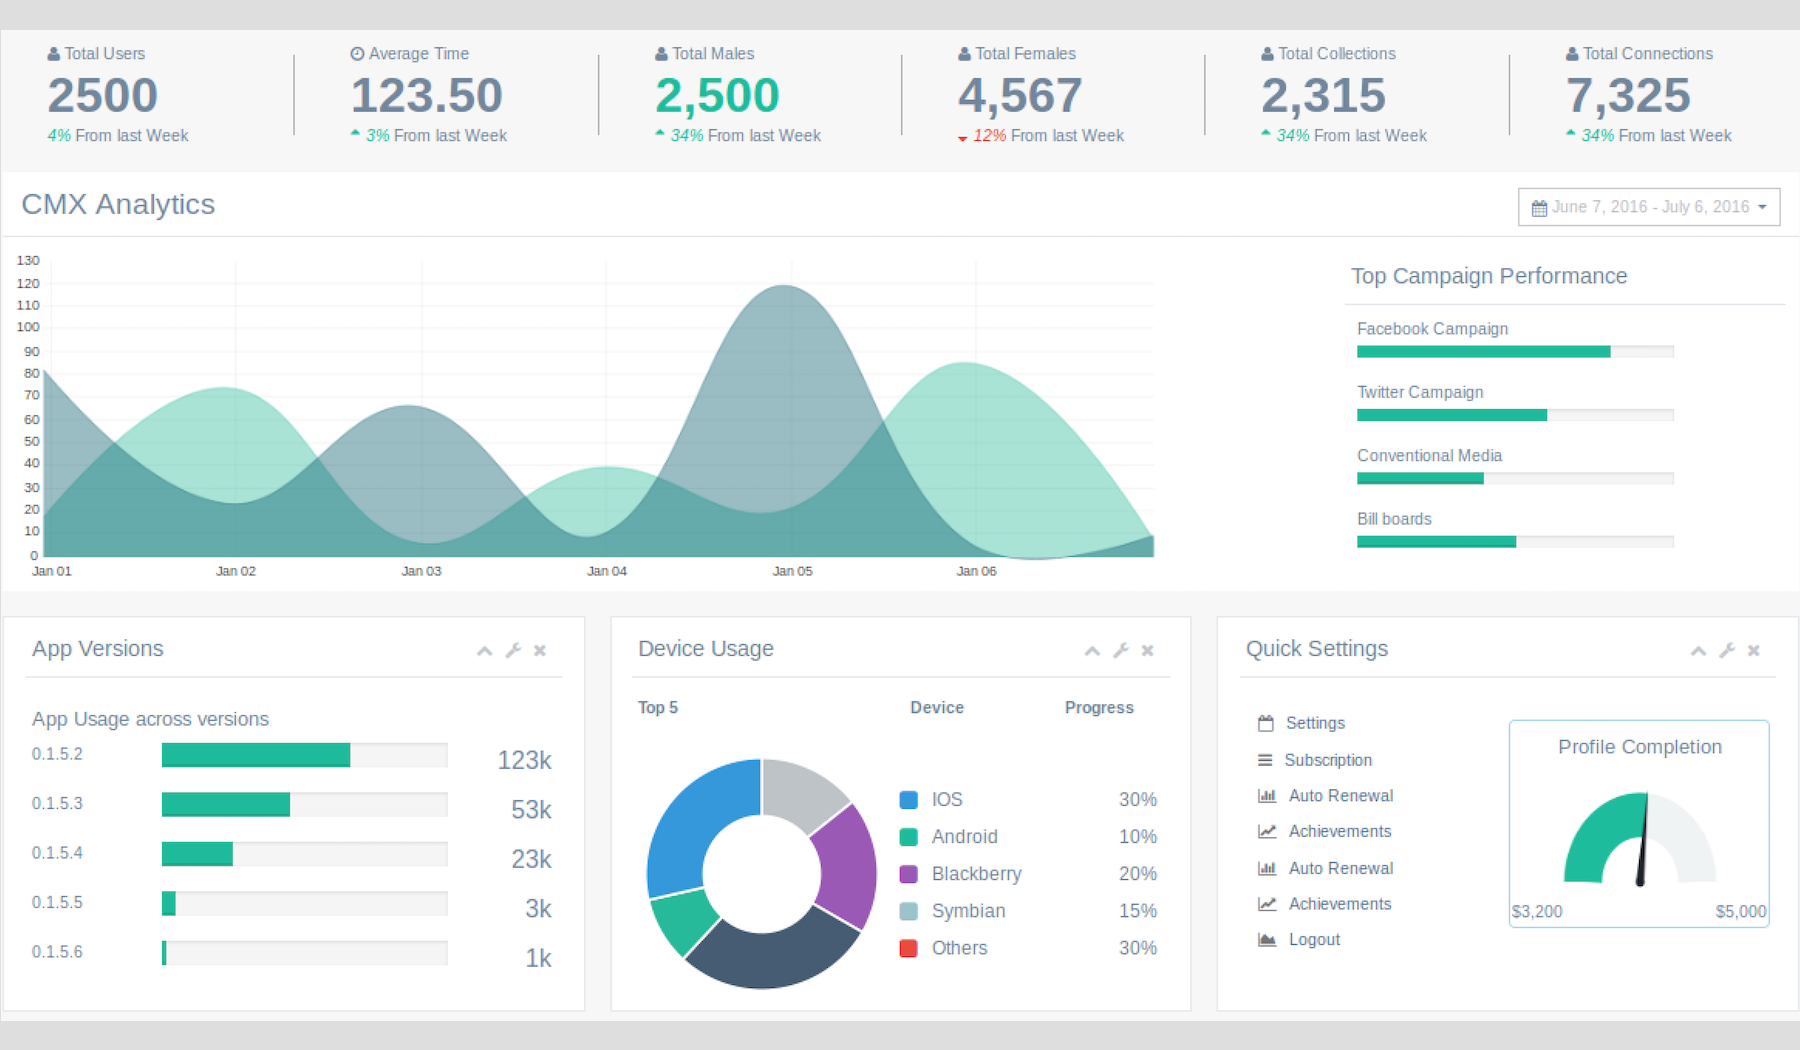 Total Users
2500
4% From last Week
Average Time
123.50
3% From last Week
Total Males
2,500
34% From last Week
Total Females
4,567
12% From last Week
Total Collections
2,315
34% From last Week
Total Connections
7,325
34% From last Week
CMX Analytics
June 7, 2016 - July 6, 2016
130
120
110
100
90
80
70
60
50
40
30
20
10
0
Jan 01
Jan 02
Jan 03
Jan 04
Jan 05
Jan 06
Top Campaign Performance
Facebook Campaign
Twitter Campaign
Conventional Media
Bill boards
App Versions
App Usage across versions
0.1.5.2 123k
0.1.5.3 53k
0.1.5.4 23k
0.1.5.5 3k
0.1.5.6 1k
Device Usage
Top 5 Device Progress
IOS 30%
Android 10%
Blackberry 20%
Symbian 15%
Others 30%
Quick Settings
Settings
Subscription
Auto Renewal
Achievements
Auto Renewal
Achievements
Logout
Profile Completion
$3,200 $5,000